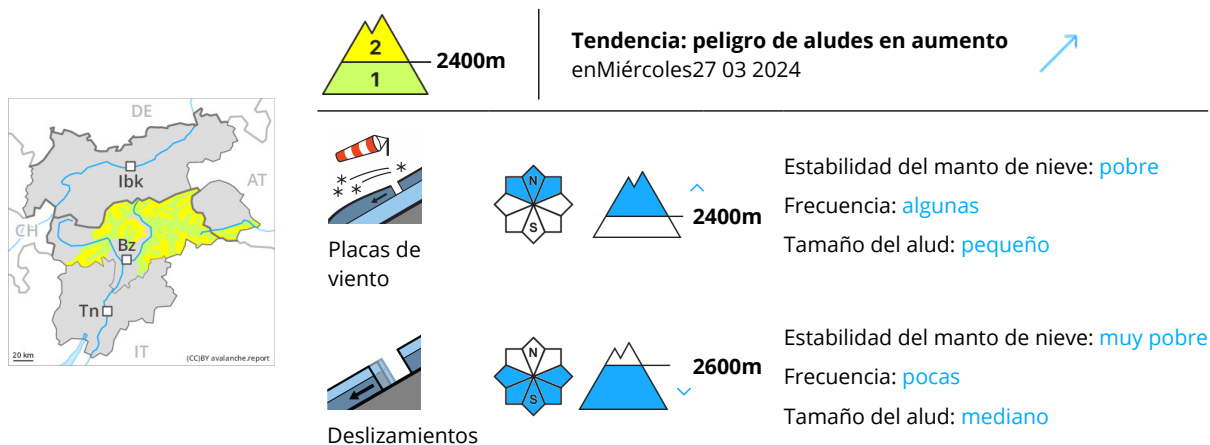 2
1
2400m
Tendencia: peligro de aludes en aumento
enMiércoles27 03 2024
DE
AT
CH
IT
Ibk
Bz
Tn
20 km
(CC)BY avalanche.report
Placas de
viento
N
S
2400m
Estabilidad del manto de nieve: pobre
Frecuencia: algunas
Tamaño del alud: pequeño
Deslizamientos
N
S
2600m
Estabilidad del manto de nieve: muy pobre
Frecuencia: pocas
Tamaño del alud: mediano